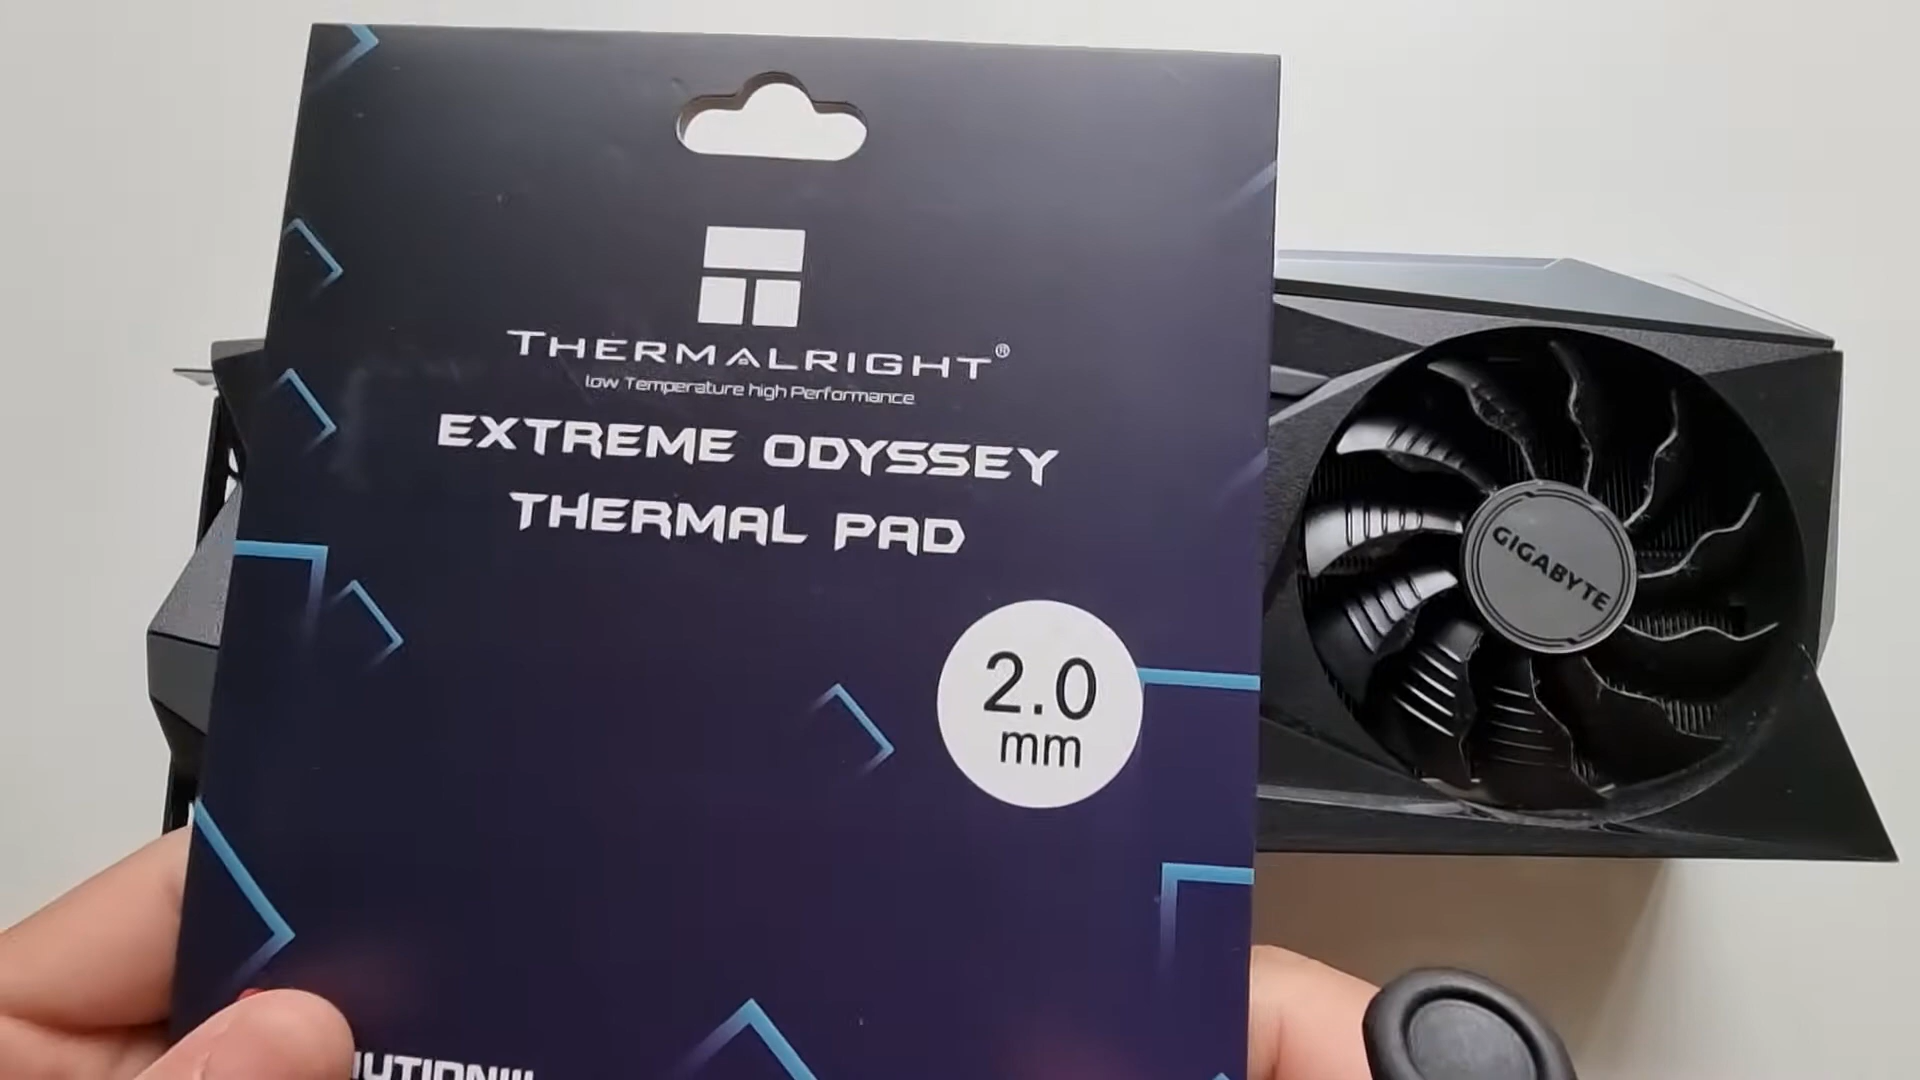 THERMALRIGHT®
low Temperature high Performance
EXTREME ODYSSEY
THERMAL PAD
2.0
mm
GIGABYTE